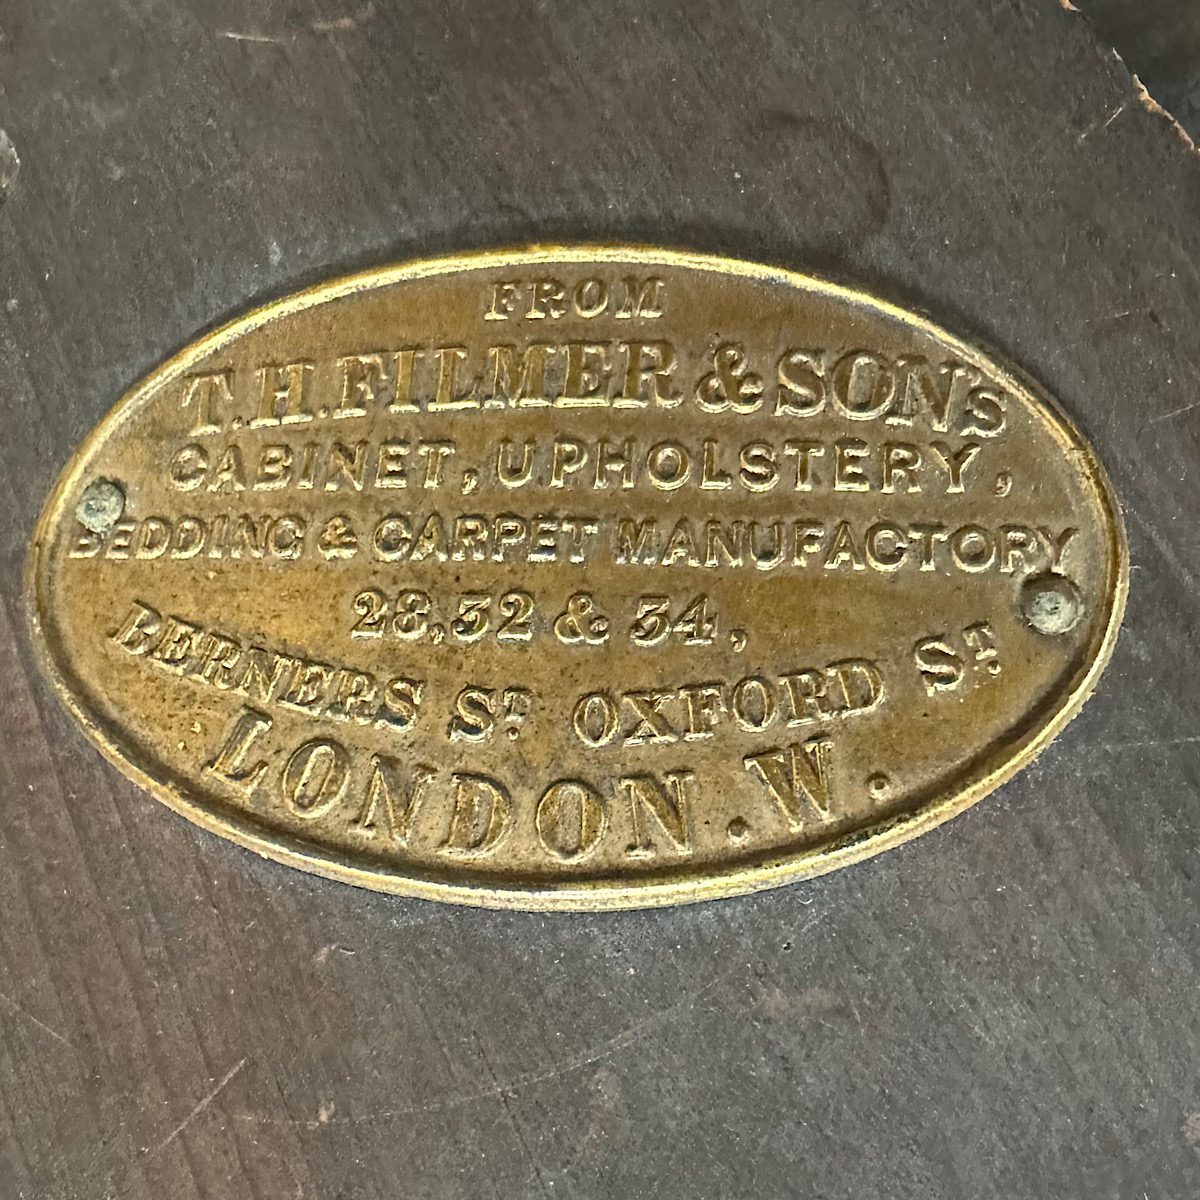 FROM
T. H. FILMER & SONS
CABINET, UPHOLSTERY,
BEDDING & CARPET MANUFACTORY
28, 32 & 34,
BERNERS ST. OXFORD ST.
LONDON. W.